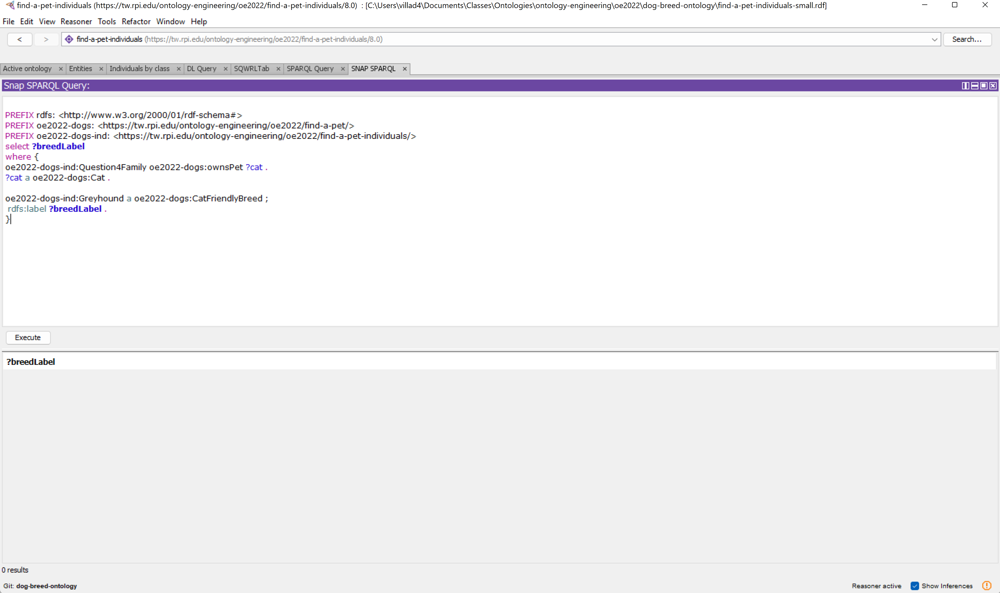 find-a-pet-individuals (https://tw.rpi.edu/ontology-engineering/oe2022/find-a-pet-individuals/8.0)  : [C:\Users\villad4\Documents\Classes\Ontologies\ontology-engineering\oe2022\dog-breed-ontology\find-a-pet-individuals-small.rdf]
File Edit View Reasoner Tools Refactor Window Help
< > find-a-pet-individuals (https://tw.rpi.edu/ontology-engineering/oe2022/find-a-pet-individuals/8.0) Search...
Active ontology × Entities × Individuals by class × DL Query × SQWRLTab × SPARQL Query × SNAP SPARQL ×
Snap SPARQL Query:
PREFIX rdfs: <http://www.w3.org/2000/01/rdf-schema#>
PREFIX oe2022-dogs: <https://tw.rpi.edu/ontology-engineering/oe2022/find-a-pet/>
PREFIX oe2022-dogs-ind: <https://tw.rpi.edu/ontology-engineering/oe2022/find-a-pet-individuals/>
select ?breedLabel
where {
oe2022-dogs-ind:Question4Family oe2022-dogs:ownsPet ?cat .
?cat a oe2022-dogs:Cat .
oe2022-dogs-ind:Greyhound a oe2022-dogs:CatFriendlyBreed ;
rdfs:label ?breedLabel .
}
Execute
?breedLabel
0 results
Git: dog-breed-ontology
Reasoner active Show Inferences